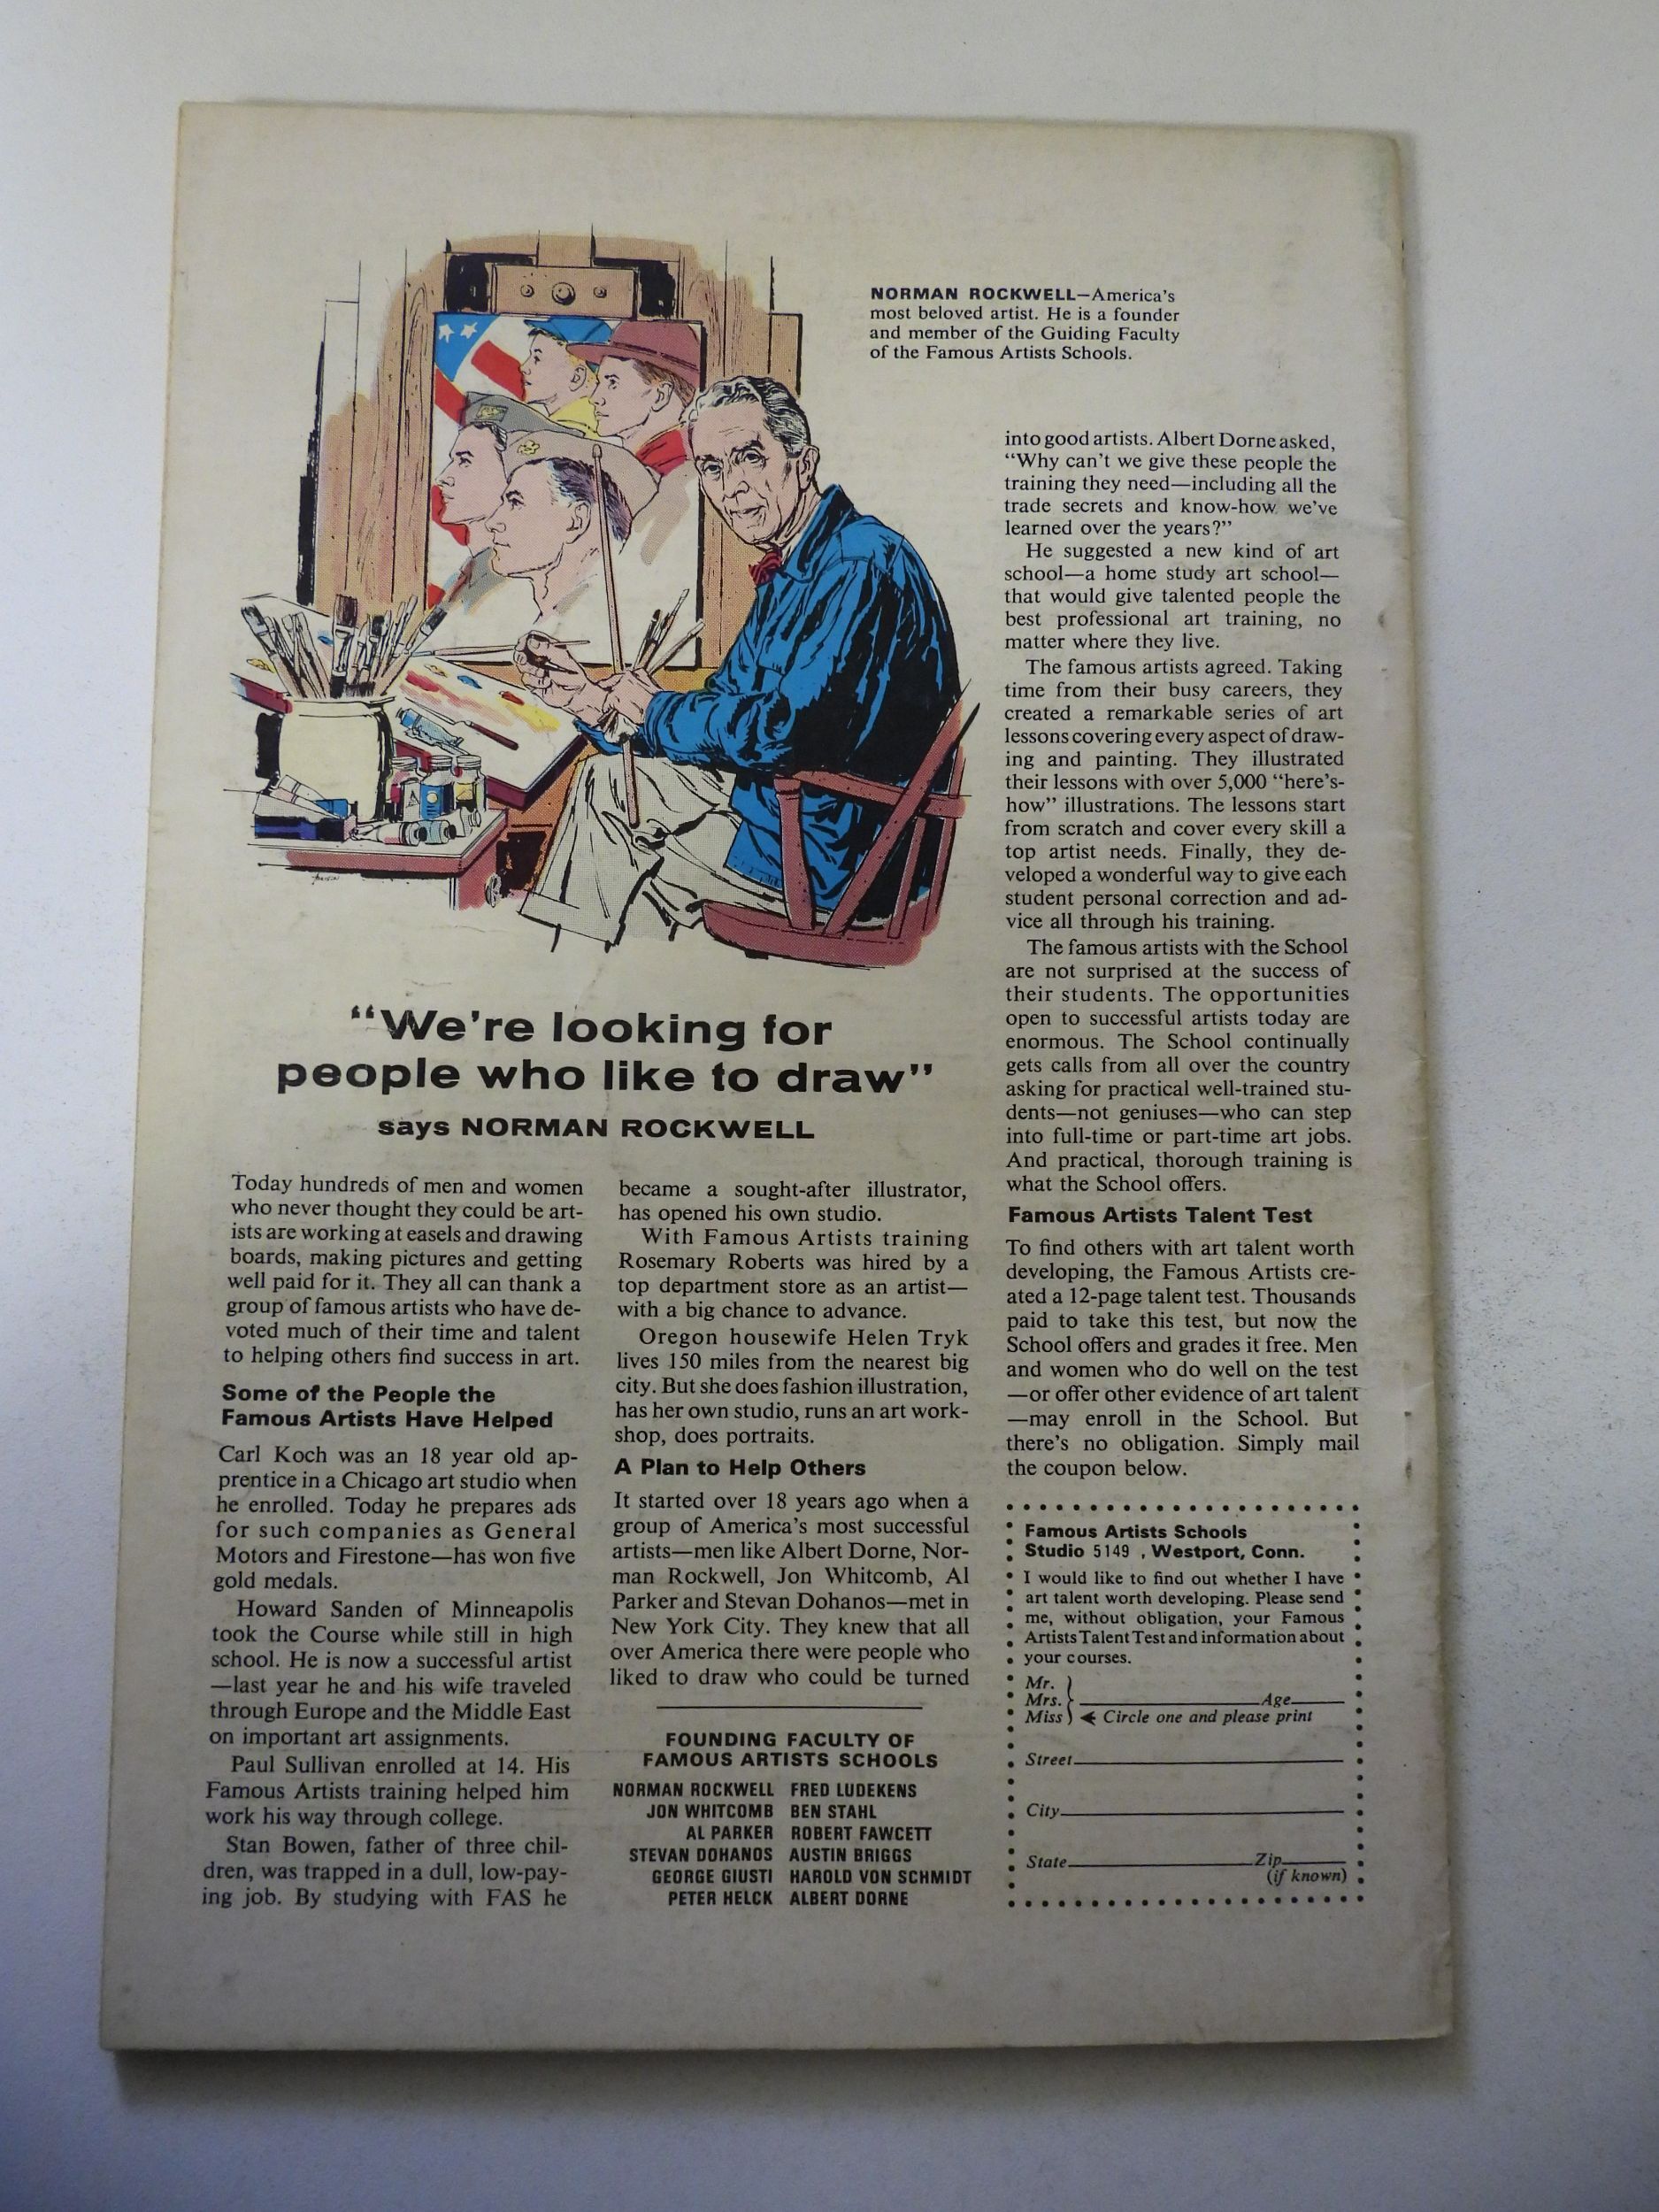 NORMAN ROCKWELL—America's
most beloved artist. He is a founder
and member of the Guiding Faculty
of the Famous Artists Schools.
"We're looking for
people who like to draw"
says NORMAN ROCKWELL
Today hundreds of men and women
who never thought they could be art-
ists are working at easels and drawing
boards, making pictures and getting
well paid for it. They all can thank a
group of famous artists who have de-
voted much of their time and talent
to helping others find success in art.
Some of the People the
Famous Artists Have Helped
Carl Koch was an 18 year old ap-
prentice in a Chicago art studio when
he enrolled. Today he prepares ads
for such companies as General
Motors and Firestone—has won five
gold medals.
Howard Sanden of Minneapolis
took the Course while still in high
school. He is now a successful artist
—last year he and his wife traveled
through Europe and the Middle East
on important art assignments.
Paul Sullivan enrolled at 14. His
Famous Artists training helped him
work his way through college.
Stan Bowen, father of three chil-
dren, was trapped in a dull, low-pay-
ing job. By studying with FAS he
became a sought-after illustrator,
has opened his own studio.
With Famous Artists training
Rosemary Roberts was hired by a
top department store as an artist—
with a big chance to advance.
Oregon housewife Helen Tryk
lives 150 miles from the nearest big
city. But she does fashion illustration,
has her own studio, runs an art work-
shop, does portraits.
A Plan to Help Others
It started over 18 years ago when a
group of America's most successful
artists—men like Albert Dorne, Nor-
man Rockwell, Jon Whitcomb, Al
Parker and Stevan Dohanos—met in
New York City. They knew that all
over America there were people who
liked to draw who could be turned
into good artists. Albert Dorne asked,
"Why can't we give these people the
training they need—including all the
trade secrets and know-how we've
learned over the years?"
He suggested a new kind of art
school—a home study art school—
that would give talented people the
best professional art training, no
matter where they live.
The famous artists agreed. Taking
time from their busy careers, they
created a remarkable series of art
lessons covering every aspect of draw-
ing and painting. They illustrated
their lessons with over 5,000 "here's-
how" illustrations. The lessons start
from scratch and cover every skill a
top artist needs. Finally, they de-
veloped a wonderful way to give each
student personal correction and ad-
vice all through his training.
The famous artists with the School
are not surprised at the success of
their students. The opportunities
open to successful artists today are
enormous. The School continually
gets calls from all over the country
asking for practical well-trained stu-
dents—not geniuses—who can step
into full-time or part-time art jobs.
And practical, thorough training is
what the School offers.
Famous Artists Talent Test
To find others with art talent worth
developing, the Famous Artists cre-
ated a 12-page talent test. Thousands
paid to take this test, but now the
School offers and grades it free. Men
and women who do well on the test
—or offer other evidence of art talent
—may enroll in the School. But
there's no obligation. Simply mail
the coupon below.
FOUNDING FACULTY OF
FAMOUS ARTISTS SCHOOLS
NORMAN ROCKWELL FRED LUDEKENS
JON WHITCOMB BEN STAHL
AL PARKER ROBERT FAWCETT
STEVAN DOHANOS AUSTIN BRIGGS
GEORGE GIUSTI HAROLD VON SCHMIDT
PETER HELCK ALBERT DORNE
Famous Artists Schools
Studio 5149 , Westport, Conn.
I would like to find out whether I have
art talent worth developing. Please send
me, without obligation, your Famous
Artists Talent Test and information about
your courses.
Mr.
Mrs. Age
Miss Circle one and please print
Street
City
State Zip
(if known)